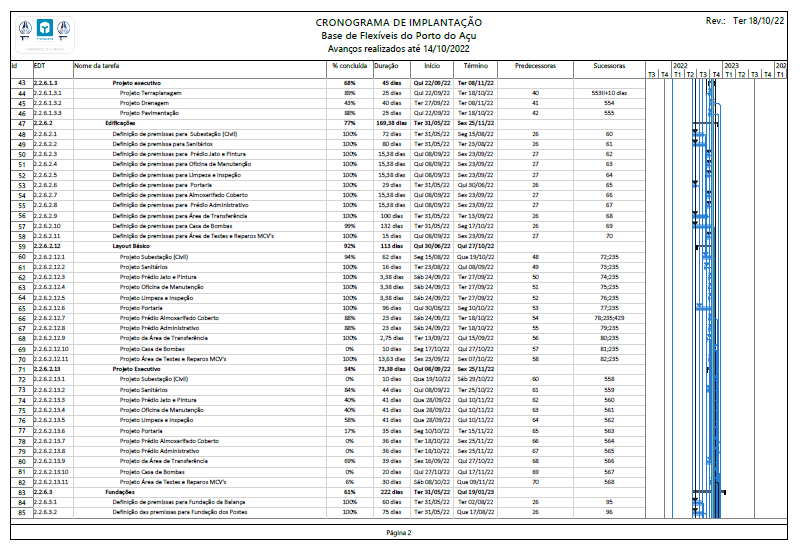 CRONOGRAMA DE IMPLANTAÇÃO
Rev.: Ter 18/10/22
Base de Flexíveis do Porto do Açu
Avanços realizados até 14/10/2022
Id EDT Nome da tarefa % concluída Duração Início Término Predecessoras Sucessoras 2022 2023 202
T3 T4 T1 T2 T3 T4 T1 T2 T3 T4 T1
43 2.2.6.1.3 Projeto executivo 68% 45 dias Qui 22/09/22 Ter 08/11/22
44 2.2.6.1.3.1 Projeto Terraplanagem 89% 25 dias Qui 22/09/22 Ter 18/10/22 40 553II+10 dias
45 2.2.6.1.3.2 Projeto Drenagem 43% 40 dias Ter 27/09/22 Ter 08/11/22 41 554
46 2.2.6.1.3.3 Projeto Pavimentação 88% 25 dias Qui 22/09/22 Ter 18/10/22 42 555
47 2.2.6.2 Edificações 77% 169,38 dias Ter 31/05/22 Sex 25/11/22
48 2.2.6.2.1 Definição de premissas para Subestação (Civil) 100% 72 dias Ter 31/05/22 Seg 15/08/22 26 60
49 2.2.6.2.2 Definição de premissa para Sanitários 100% 80 dias Ter 31/05/22 Ter 23/08/22 26 61
50 2.2.6.2.3 Definição de premissas para Prédio Jato e Pintura 100% 15,38 dias Qui 08/09/22 Sex 23/09/22 27 62
51 2.2.6.2.4 Definição de premissas para Oficina de Manutenção 100% 15,38 dias Qui 08/09/22 Sex 23/09/22 27 63
52 2.2.6.2.5 Definição de premissas para Limpeza e Inspeção 100% 15,38 dias Qui 08/09/22 Sex 23/09/22 27 64
53 2.2.6.2.6 Definição de premissas para Portaria 100% 29 dias Ter 31/05/22 Qui 30/06/22 26 65
54 2.2.6.2.7 Definição de premissas para Almoxarifado Coberto 100% 15,38 dias Qui 08/09/22 Sex 23/09/22 27 66
55 2.2.6.2.8 Definição de premissas para Prédio Administrativo 100% 15,38 dias Qui 08/09/22 Sex 23/09/22 27 67
56 2.2.6.2.9 Definição de premissas para Área de Transferência 100% 100 dias Ter 31/05/22 Ter 13/09/22 26 68
57 2.2.6.2.10 Definição de premissas para Casa de Bombas 99% 132 dias Ter 31/05/22 Seg 17/10/22 26 69
58 2.2.6.2.11 Definição de premissas para Área de Testes e Reparos MCV's 100% 15 dias Qui 08/09/22 Sex 23/09/22 27 70
59 2.2.6.2.12 Layout Básico 92% 113 dias Qui 30/06/22 Qui 27/10/22
60 2.2.6.2.12.1 Projeto Subestação (Civil) 94% 62 dias Seg 15/08/22 Qua 19/10/22 48 72;235
61 2.2.6.2.12.2 Projeto Sanitários 100% 16 dias Ter 23/08/22 Qui 08/09/22 49 73;235
62 2.2.6.2.12.3 Projeto Prédio Jato e Pintura 100% 3,38 dias Sáb 24/09/22 Ter 27/09/22 50 74;235
63 2.2.6.2.12.4 Projeto Oficina de Manutenção 100% 3,38 dias Sáb 24/09/22 Ter 27/09/22 51 75;235
64 2.2.6.2.12.5 Projeto Limpeza e Inspeção 100% 3,38 dias Sáb 24/09/22 Ter 27/09/22 52 76;235
65 2.2.6.2.12.6 Projeto Portaria 100% 96 dias Qui 30/06/22 Seg 10/10/22 53 77;235
66 2.2.6.2.12.7 Projeto Prédio Almoxarifado Coberto 88% 23 dias Sáb 24/09/22 Ter 18/10/22 54 78;235;429
67 2.2.6.2.12.8 Projeto Prédio Administrativo 88% 23 dias Sáb 24/09/22 Ter 18/10/22 55 79;235
68 2.2.6.2.12.9 Projeto da Área de Transferência 100% 2,75 dias Ter 13/09/22 Qui 15/09/22 56 80;235
69 2.2.6.2.12.10 Projeto Casa de Bombas 0% 10 dias Seg 17/10/22 Qui 27/10/22 57 81;235
70 2.2.6.2.12.11 Projeto Área de Testes e Reparos MCV's 100% 13,63 dias Sex 23/09/22 Sex 07/10/22 58 82;235
71 2.2.6.2.13 Projeto Executivo 34% 73,38 dias Qui 08/09/22 Sex 25/11/22
72 2.2.6.2.13.1 Projeto Subestação (Civil) 0% 10 dias Qua 19/10/22 Sáb 29/10/22 60 558
73 2.2.6.2.13.2 Projeto Sanitários 84% 44 dias Qui 08/09/22 Ter 25/10/22 61 559
74 2.2.6.2.13.3 Projeto Prédio Jato e Pintura 40% 41 dias Qua 28/09/22 Qui 10/11/22 62 560
75 2.2.6.2.13.4 Projeto Oficina de Manutenção 40% 41 dias Qua 28/09/22 Qui 10/11/22 63 561
76 2.2.6.2.13.5 Projeto Limpeza e Inspeção 58% 41 dias Qua 28/09/22 Qui 10/11/22 64 562
77 2.2.6.2.13.6 Projeto Portaria 17% 35 dias Seg 10/10/22 Ter 15/11/22 65 563
78 2.2.6.2.13.7 Projeto Prédio Almoxarifado Coberto 0% 36 dias Ter 18/10/22 Sex 25/11/22 66 564
79 2.2.6.2.13.8 Projeto Prédio Administrativo 0% 36 dias Ter 18/10/22 Sex 25/11/22 67 565
80 2.2.6.2.13.9 Projeto da Área de Transferência 69% 39 dias Sex 16/09/22 Qui 27/10/22 68 566
81 2.2.6.2.13.10 Projeto Casa de Bombas 0% 20 dias Qui 27/10/22 Qui 17/11/22 69 567
82 2.2.6.2.13.11 Projeto Área de Testes e Reparos MCV's 6% 30 dias Sáb 08/10/22 Qua 09/11/22 70 568
83 2.2.6.3 Fundações 61% 222 dias Ter 31/05/22 Qui 19/01/23
84 2.2.6.3.1 Definição de premissas para Fundação da Balança 100% 60 dias Ter 31/05/22 Ter 02/08/22 26 95
85 2.2.6.3.2 Definição das premissas para Fundação dos Postes 100% 75 dias Ter 31/05/22 Qua 17/08/22 26 96
Página 2